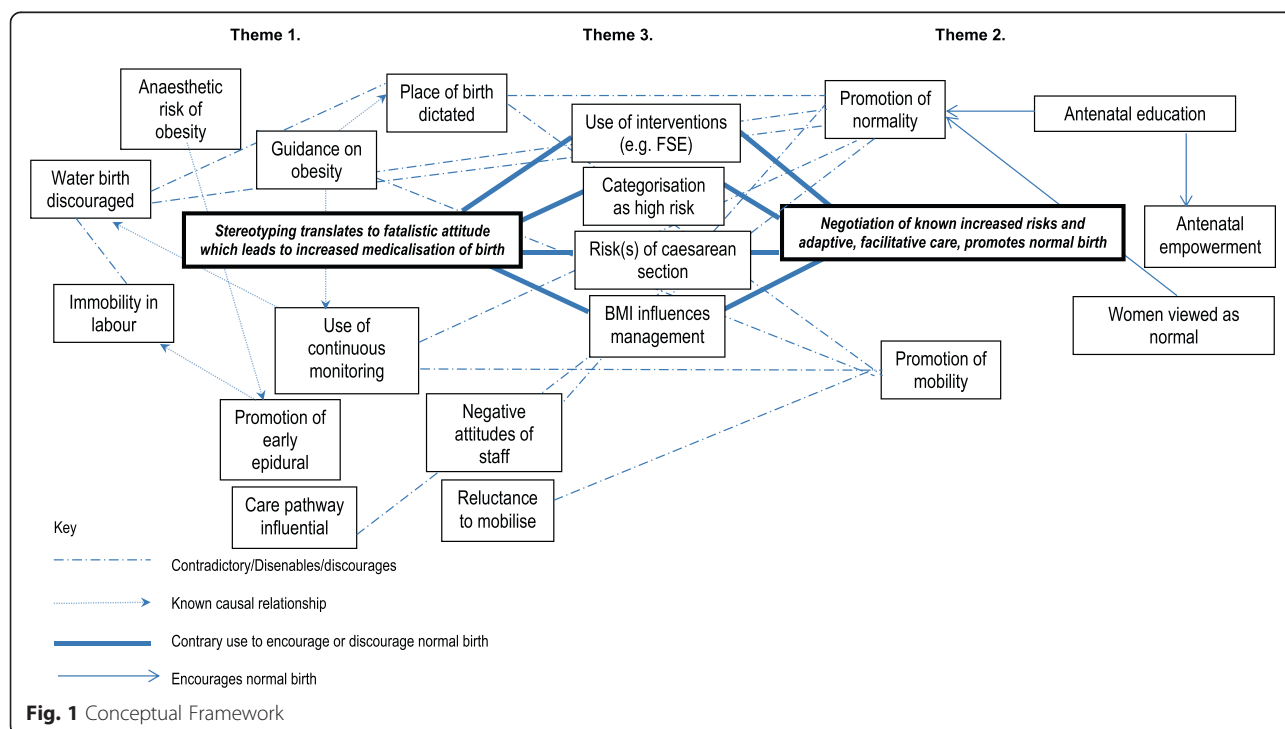 Theme 1.
Theme 3.
Theme 2.
Anaesthetic
risk of
obesity
Place of birth
dictated
Promotion of
normality
Antenatal education
Use of interventions
(e.g. FSE)
Guidance on
obesity
Water birth
discouraged
Categorisation
as high risk
Stereotyping translates to fatalistic attitude
which leads to increased medicalisation of birth
Negotiation of known increased risks and
adaptive, facilitative care, promotes normal birth
Antenatal
empowerment
Risk(s) of caesarean
section
Immobility in
labour
Use of
continuous
monitoring
BMI influences
management
Women viewed as
normal
Promotion of
mobility
Promotion of
early
epidural
Negative
attitudes of
staff
Care pathway
influential
Reluctance
to mobilise
Key
Contradictory/Disenables/discourages
Known causal relationship
Contrary use to encourage or discourage normal birth
Encourages normal birth
Fig. 1 Conceptual Framework